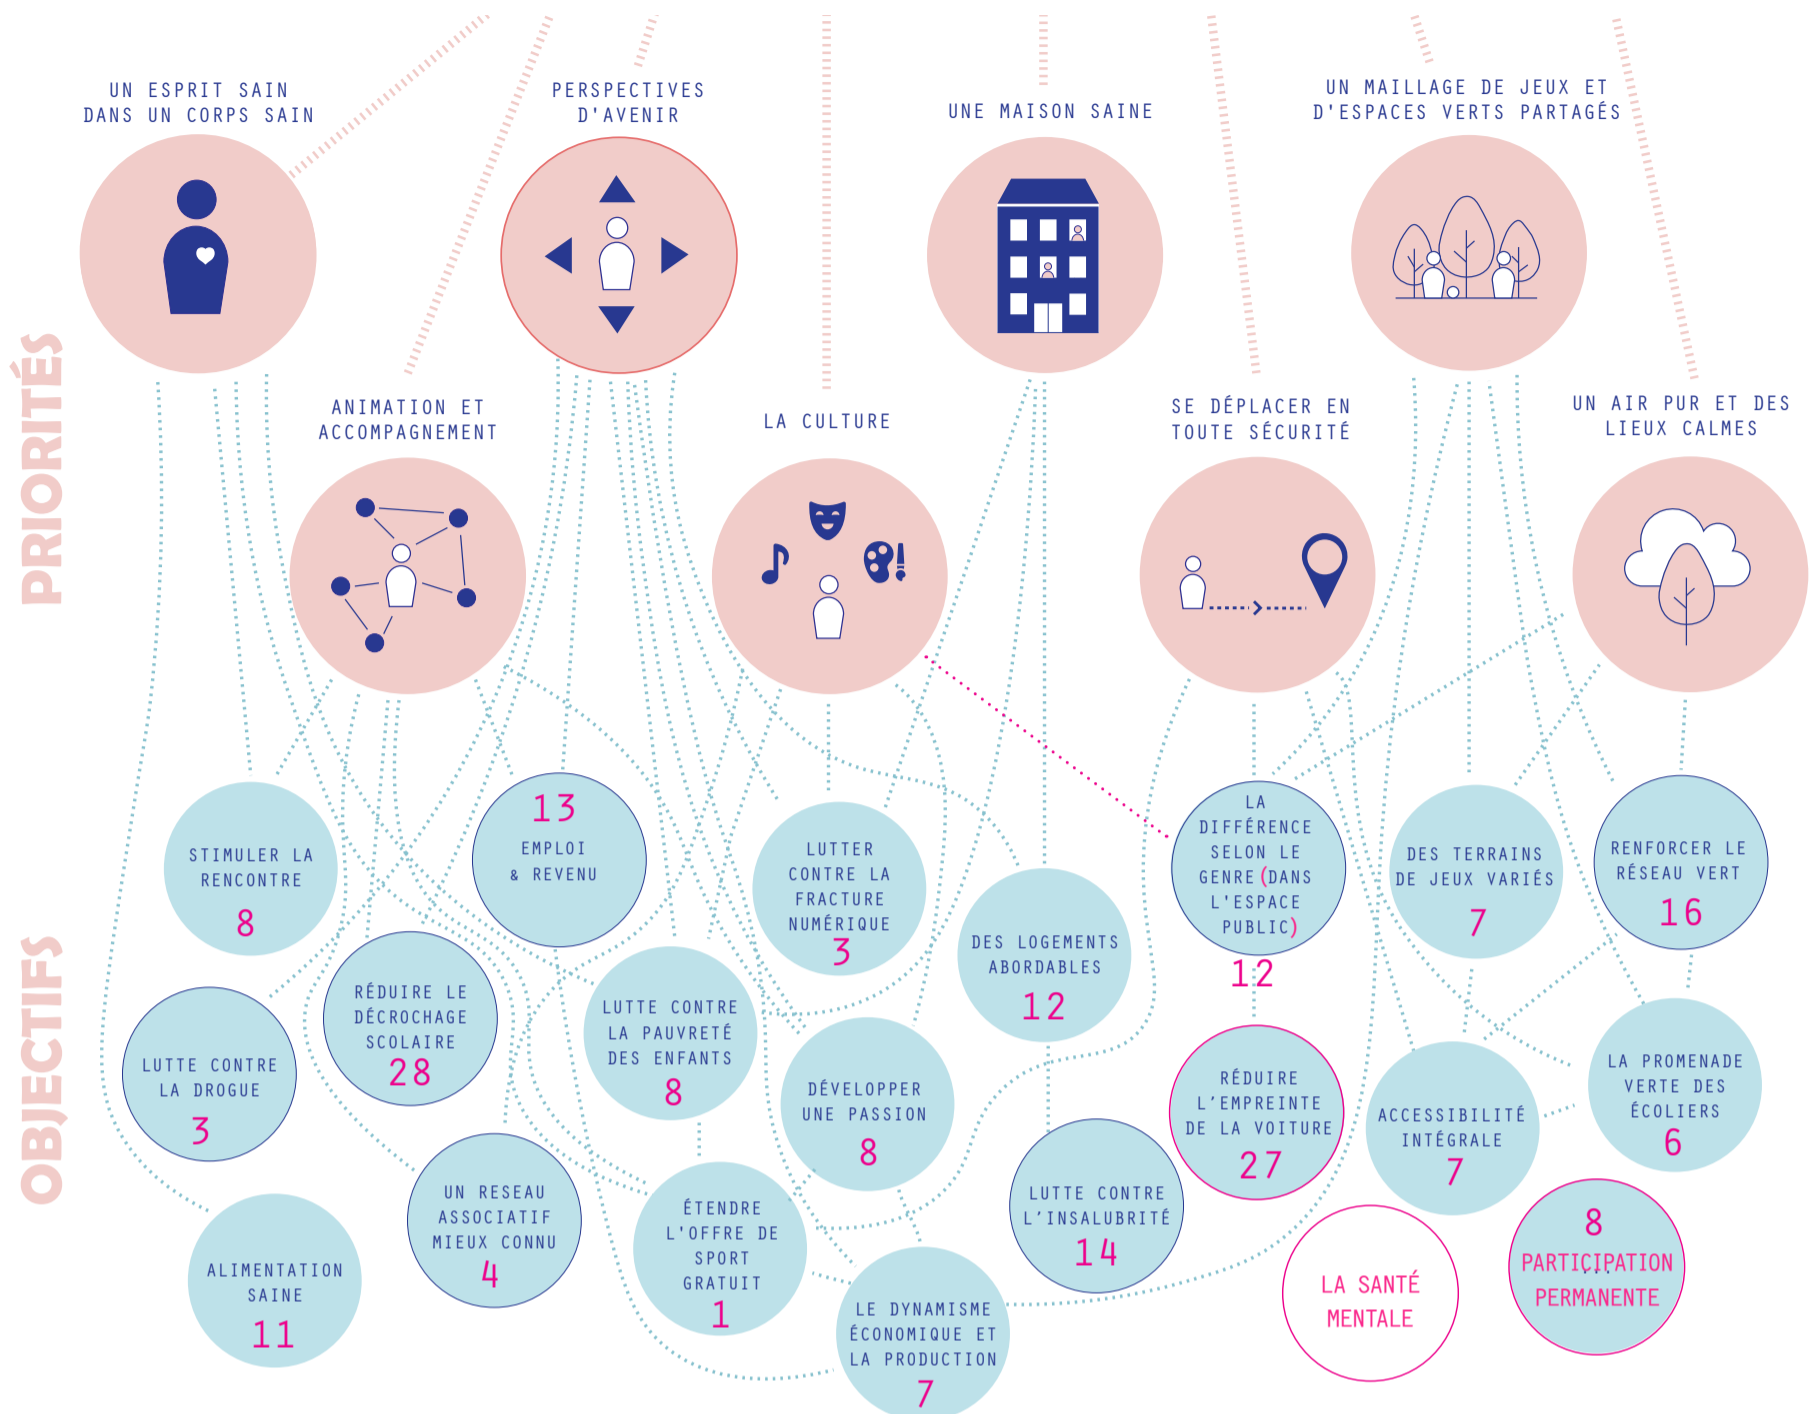 PRIORITÉS
UN ESPRIT SAIN
DANS UN CORPS SAIN
PERSPECTIVES
D'AVENIR
UNE MAISON SAINE
UN MAILLAGE DE JEUX ET
D'ESPACES VERTS PARTAGÉS
ANIMATION ET
ACCOMPAGNEMENT
LA CULTURE
SE DÉPLACER EN
TOUTE SÉCURITÉ
UN AIR PUR ET DES
LIEUX CALMES
OBJECTIFS
STIMULER LA
RENCONTRE
8
13
EMPLOI
& REVENU
LUTTER
CONTRE LA
FRACTURE
NUMÉRIQUE
3
LA
DIFFÉRENCE
SELON LE
GENRE (DANS
L'ESPACE
PUBLIC)
12
DES TERRAINS
DE JEUX VARIÉS
7
RENFORCER LE
RÉSEAU VERT
16
LUTTE CONTRE
LA DROGUE
3
RÉDUIRE LE
DÉCROCHAGE
SCOLAIRE
28
LUTTE CONTRE
LA PAUVRETÉ
DES ENFANTS
8
DES LOGEMENTS
ABORDABLES
12
DÉVELOPPER
UNE PASSION
8
RÉDUIRE
L’EMPREINTE
DE LA VOITURE
27
ACCESSIBILITÉ
INTÉGRALE
7
LA PROMENADE
VERTE DES
ÉCOLIERS
6
ALIMENTATION
SAINE
11
UN RESEAU
ASSOCIATIF
MIEUX CONNU
4
ÉTENDRE
L'OFFRE DE
SPORT
GRATUIT
1
LE DYNAMISME
ÉCONOMIQUE ET
LA PRODUCTION
7
LUTTE CONTRE
L’INSALUBRITÉ
14
LA SANTÉ
MENTALE
8
PARTICIPATION
...
PERMANENTE